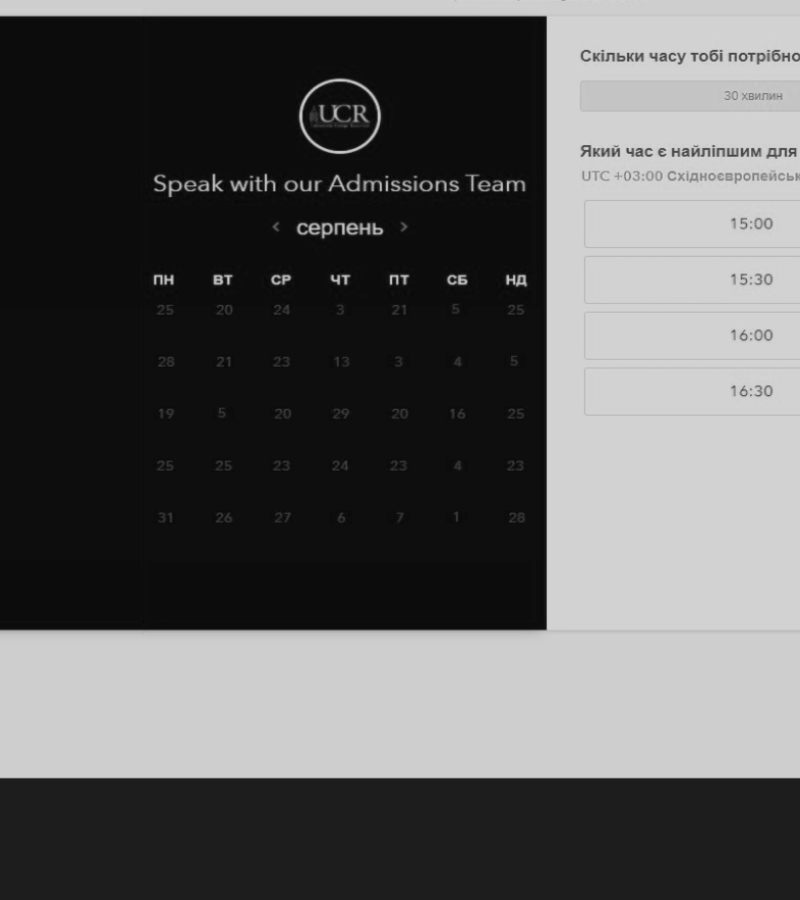 UCR
Speak with our Admissions Team
‹ серпень ›
ПН ВТ СР ЧТ ПТ СБ НД
25 20 24 3 21 5 25
28 21 23 13 3 4 5
19 5 20 29 20 16 25
25 25 23 24 23 4 23
31 26 27 6 7 1 28
Скільки часу тобі потрібно
30 хвилин
Який час є найліпшим для
UTC +03:00 Східноєвропейськ
15:00
15:30
16:00
16:30